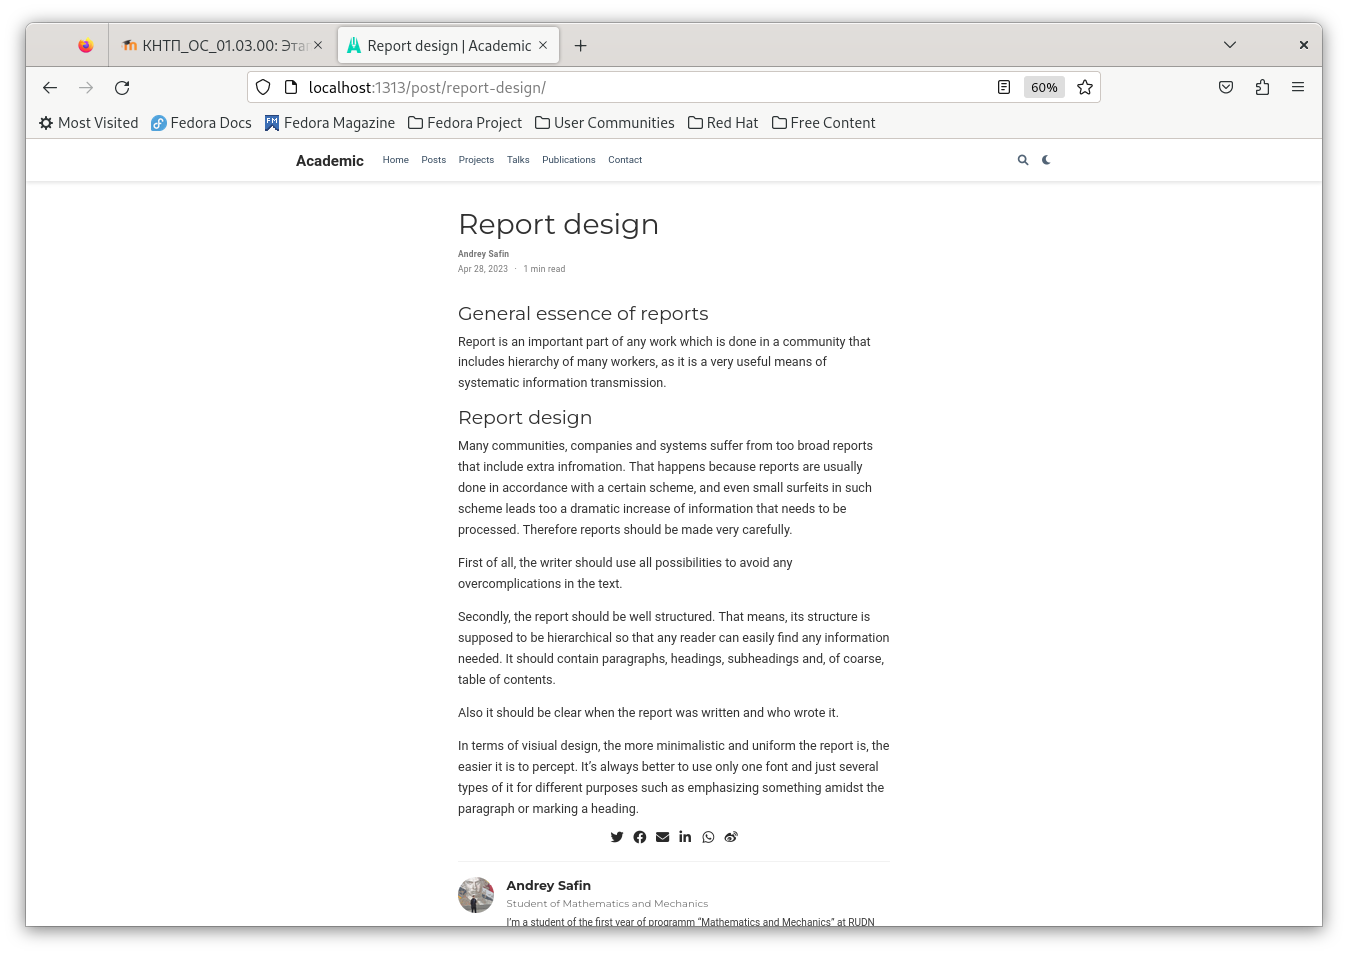 КНТП_ОС_01.03.00: Эта
Report design | Academic
localhost:1313/post/report-design/
60%
Most Visited
Fedora Docs
Fedora Magazine
Fedora Project
User Communities
Red Hat
Free Content
Academic
Home
Posts
Projects
Talks
Publications
Contact
Report design
Andrey Safin
Apr 28, 2023 · 1 min read
General essence of reports
Report is an important part of any work which is done in a community that
includes hierarchy of many workers, as it is a very useful means of
systematic information transmission.
Report design
Many communities, companies and systems suffer from too broad reports
that include extra infromation. That happens because reports are usually
done in accordance with a certain scheme, and even small surfeits in such
scheme leads too a dramatic increase of information that needs to be
processed. Therefore reports should be made very carefully.
First of all, the writer should use all possibilities to avoid any
overcomplications in the text.
Secondly, the report should be well structured. That means, its structure is
supposed to be hierarchical so that any reader can easily find any information
needed. It should contain paragraphs, headings, subheadings and, of coarse,
table of contents.
Also it should be clear when the report was written and who wrote it.
In terms of visiual design, the more minimalistic and uniform the report is, the
easier it is to percept. It's always better to use only one font and just several
types of it for different purposes such as emphasizing something amidst the
paragraph or marking a heading.
Andrey Safin
Student of Mathematics and Mechanics
I'm a student of the first year of programm “Mathematics and Mechanics” at RUDN